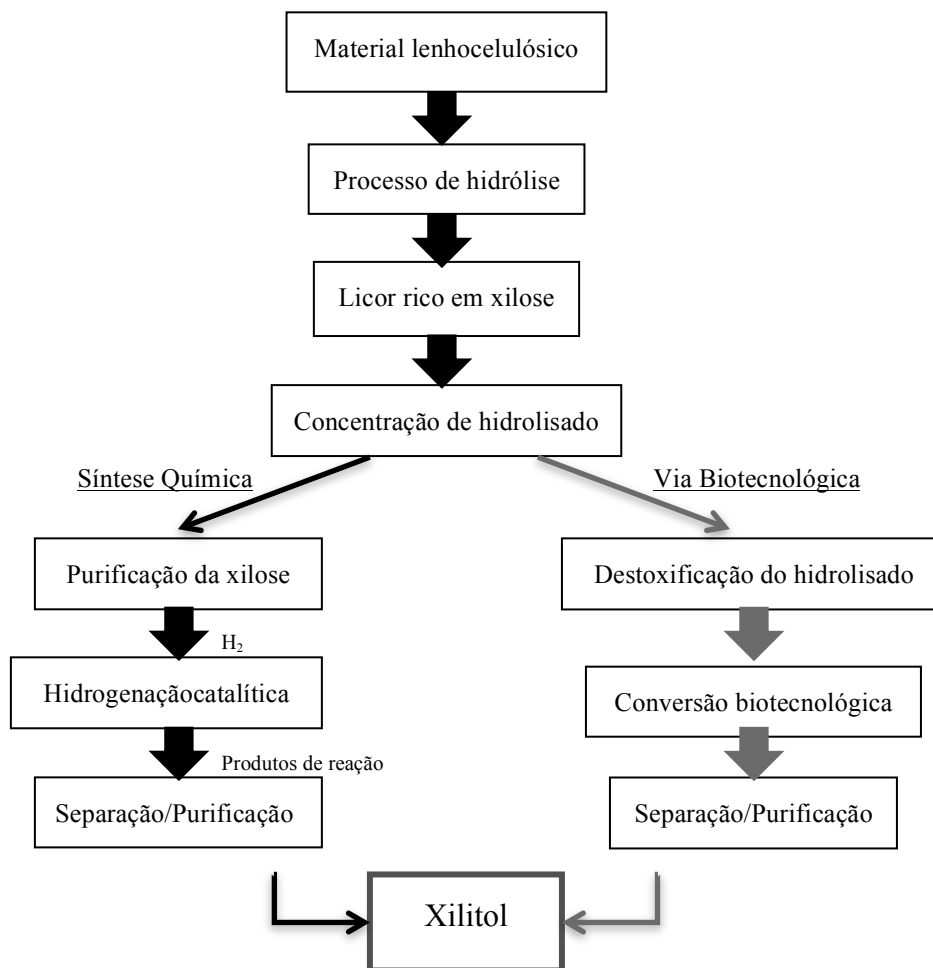 Material lenhocelulósico
Processo de hidrólise
Licor rico em xilose
Concentração de hidrolisado
Síntese Química
Via Biotecnológica
Purificação da xilose
Destoxificação do hidrolisado
H₂
Hidrogenaçãocatalítica
Conversão biotecnológica
Produtos de reação
Separação/Purificação
Separação/Purificação
Xilitol